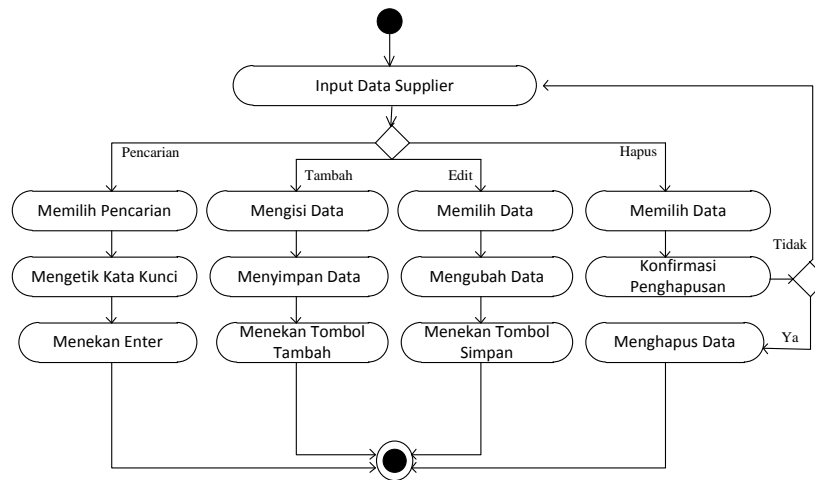 Input Data Supplier
Pencarian
Tambah
Edit
Hapus
Memilih Pencarian
Mengisi Data
Memilih Data
Memilih Data
Tidak
Mengetik Kata Kunci
Menyimpan Data
Mengubah Data
Konfirmasi
Penghapusan
Menekan Enter
Menekan Tombol
Tambah
Menekan Tombol
Simpan
Menghapus Data
Ya